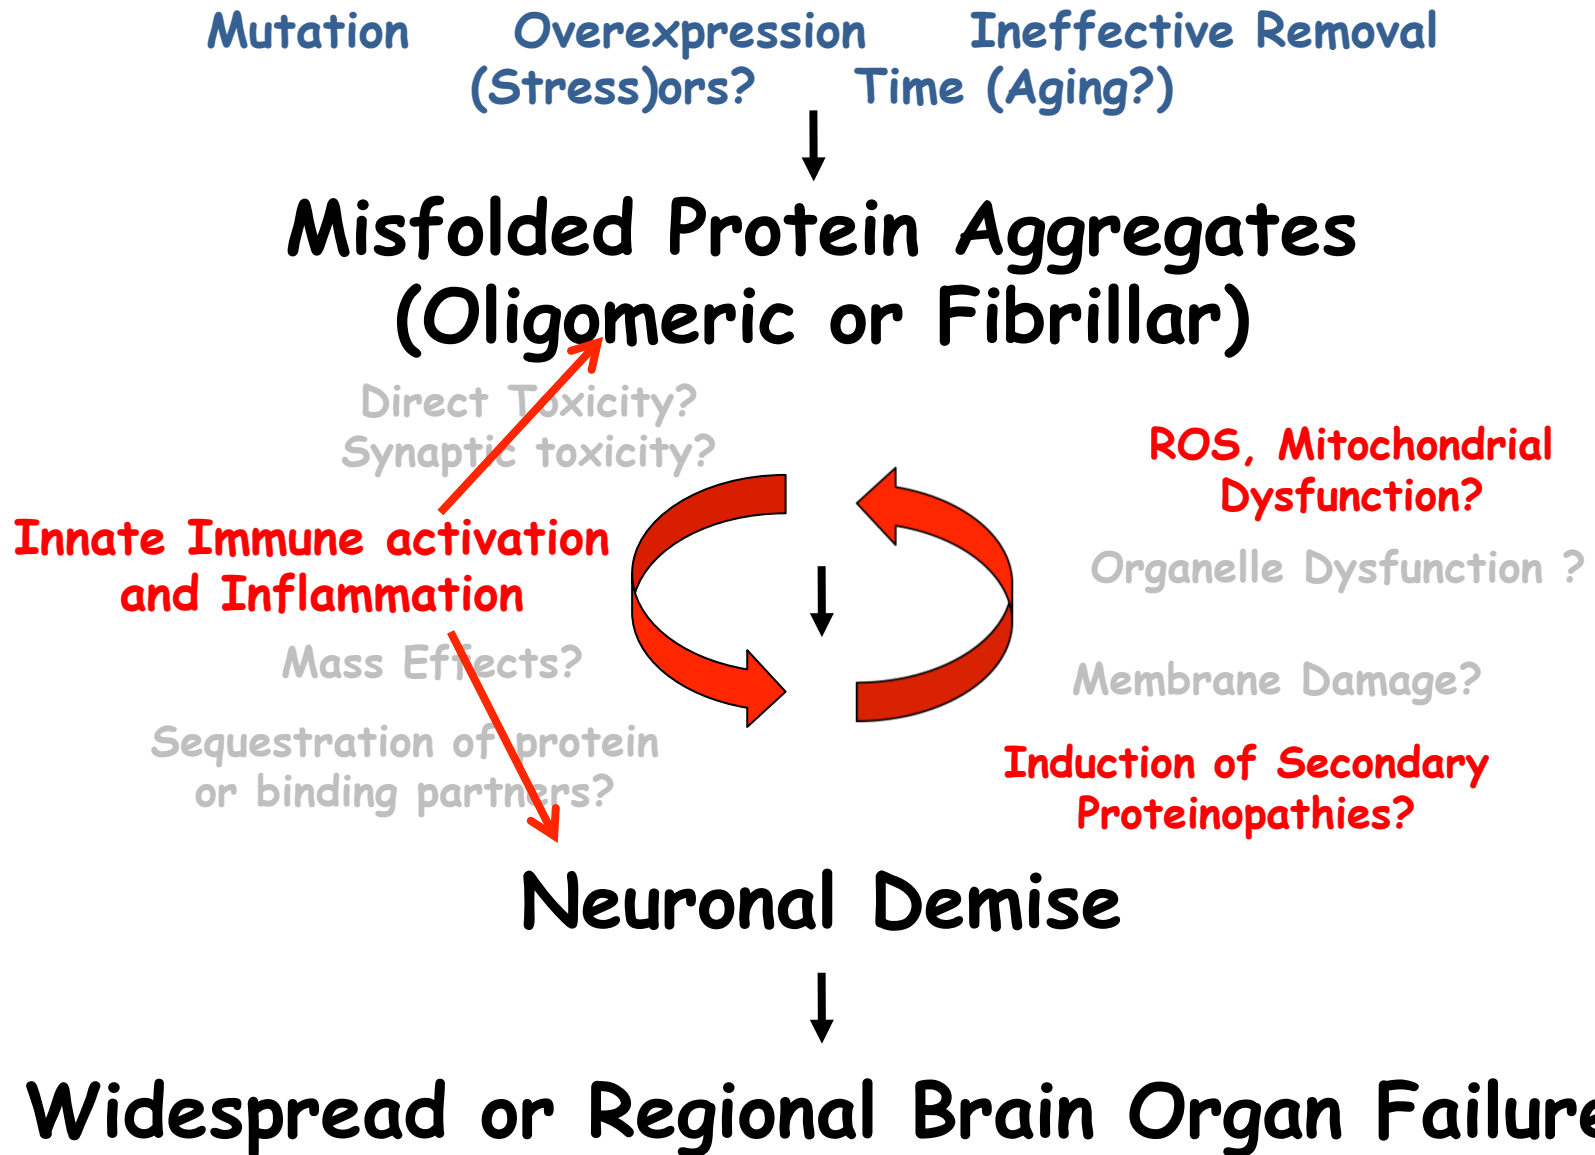 Mutation Overexpression Ineffective Removal
(Stress)ors? Time (Aging?)
Misfolded Protein Aggregates
(Oligomeric or Fibrillar)
Direct Toxicity?
Synaptic toxicity?
ROS, Mitochondrial
Dysfunction?
Innate Immune activation
and Inflammation
Organelle Dysfunction ?
Mass Effects?
Membrane Damage?
Sequestration of protein
or binding partners?
Induction of Secondary
Proteinopathies?
Neuronal Demise
Widespread or Regional Brain Organ Failure